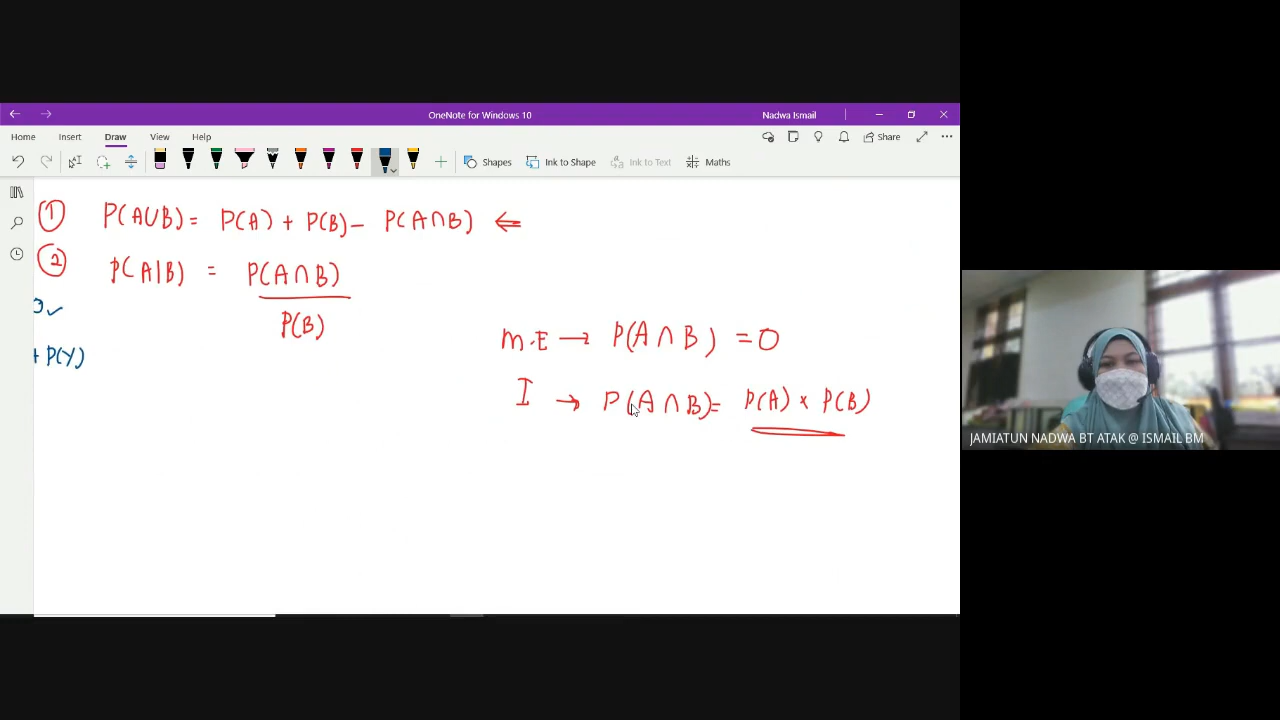 OneNote for Windows 10
Nadwa Ismail
Home Insert Draw View Help
Share
Shapes Ink to Shape Ink to Text Maths
① P(A∪B) = P(A) + P(B) − P(A∩B) ⇐
② P(A|B) = P(A∩B)
P(B)
+ P(Y)
M.E → P(A∩B) = 0
I → P(A∩B) = P(A) × P(B)
JAMIATUN NADWA BT ATAK @ ISMAIL BM